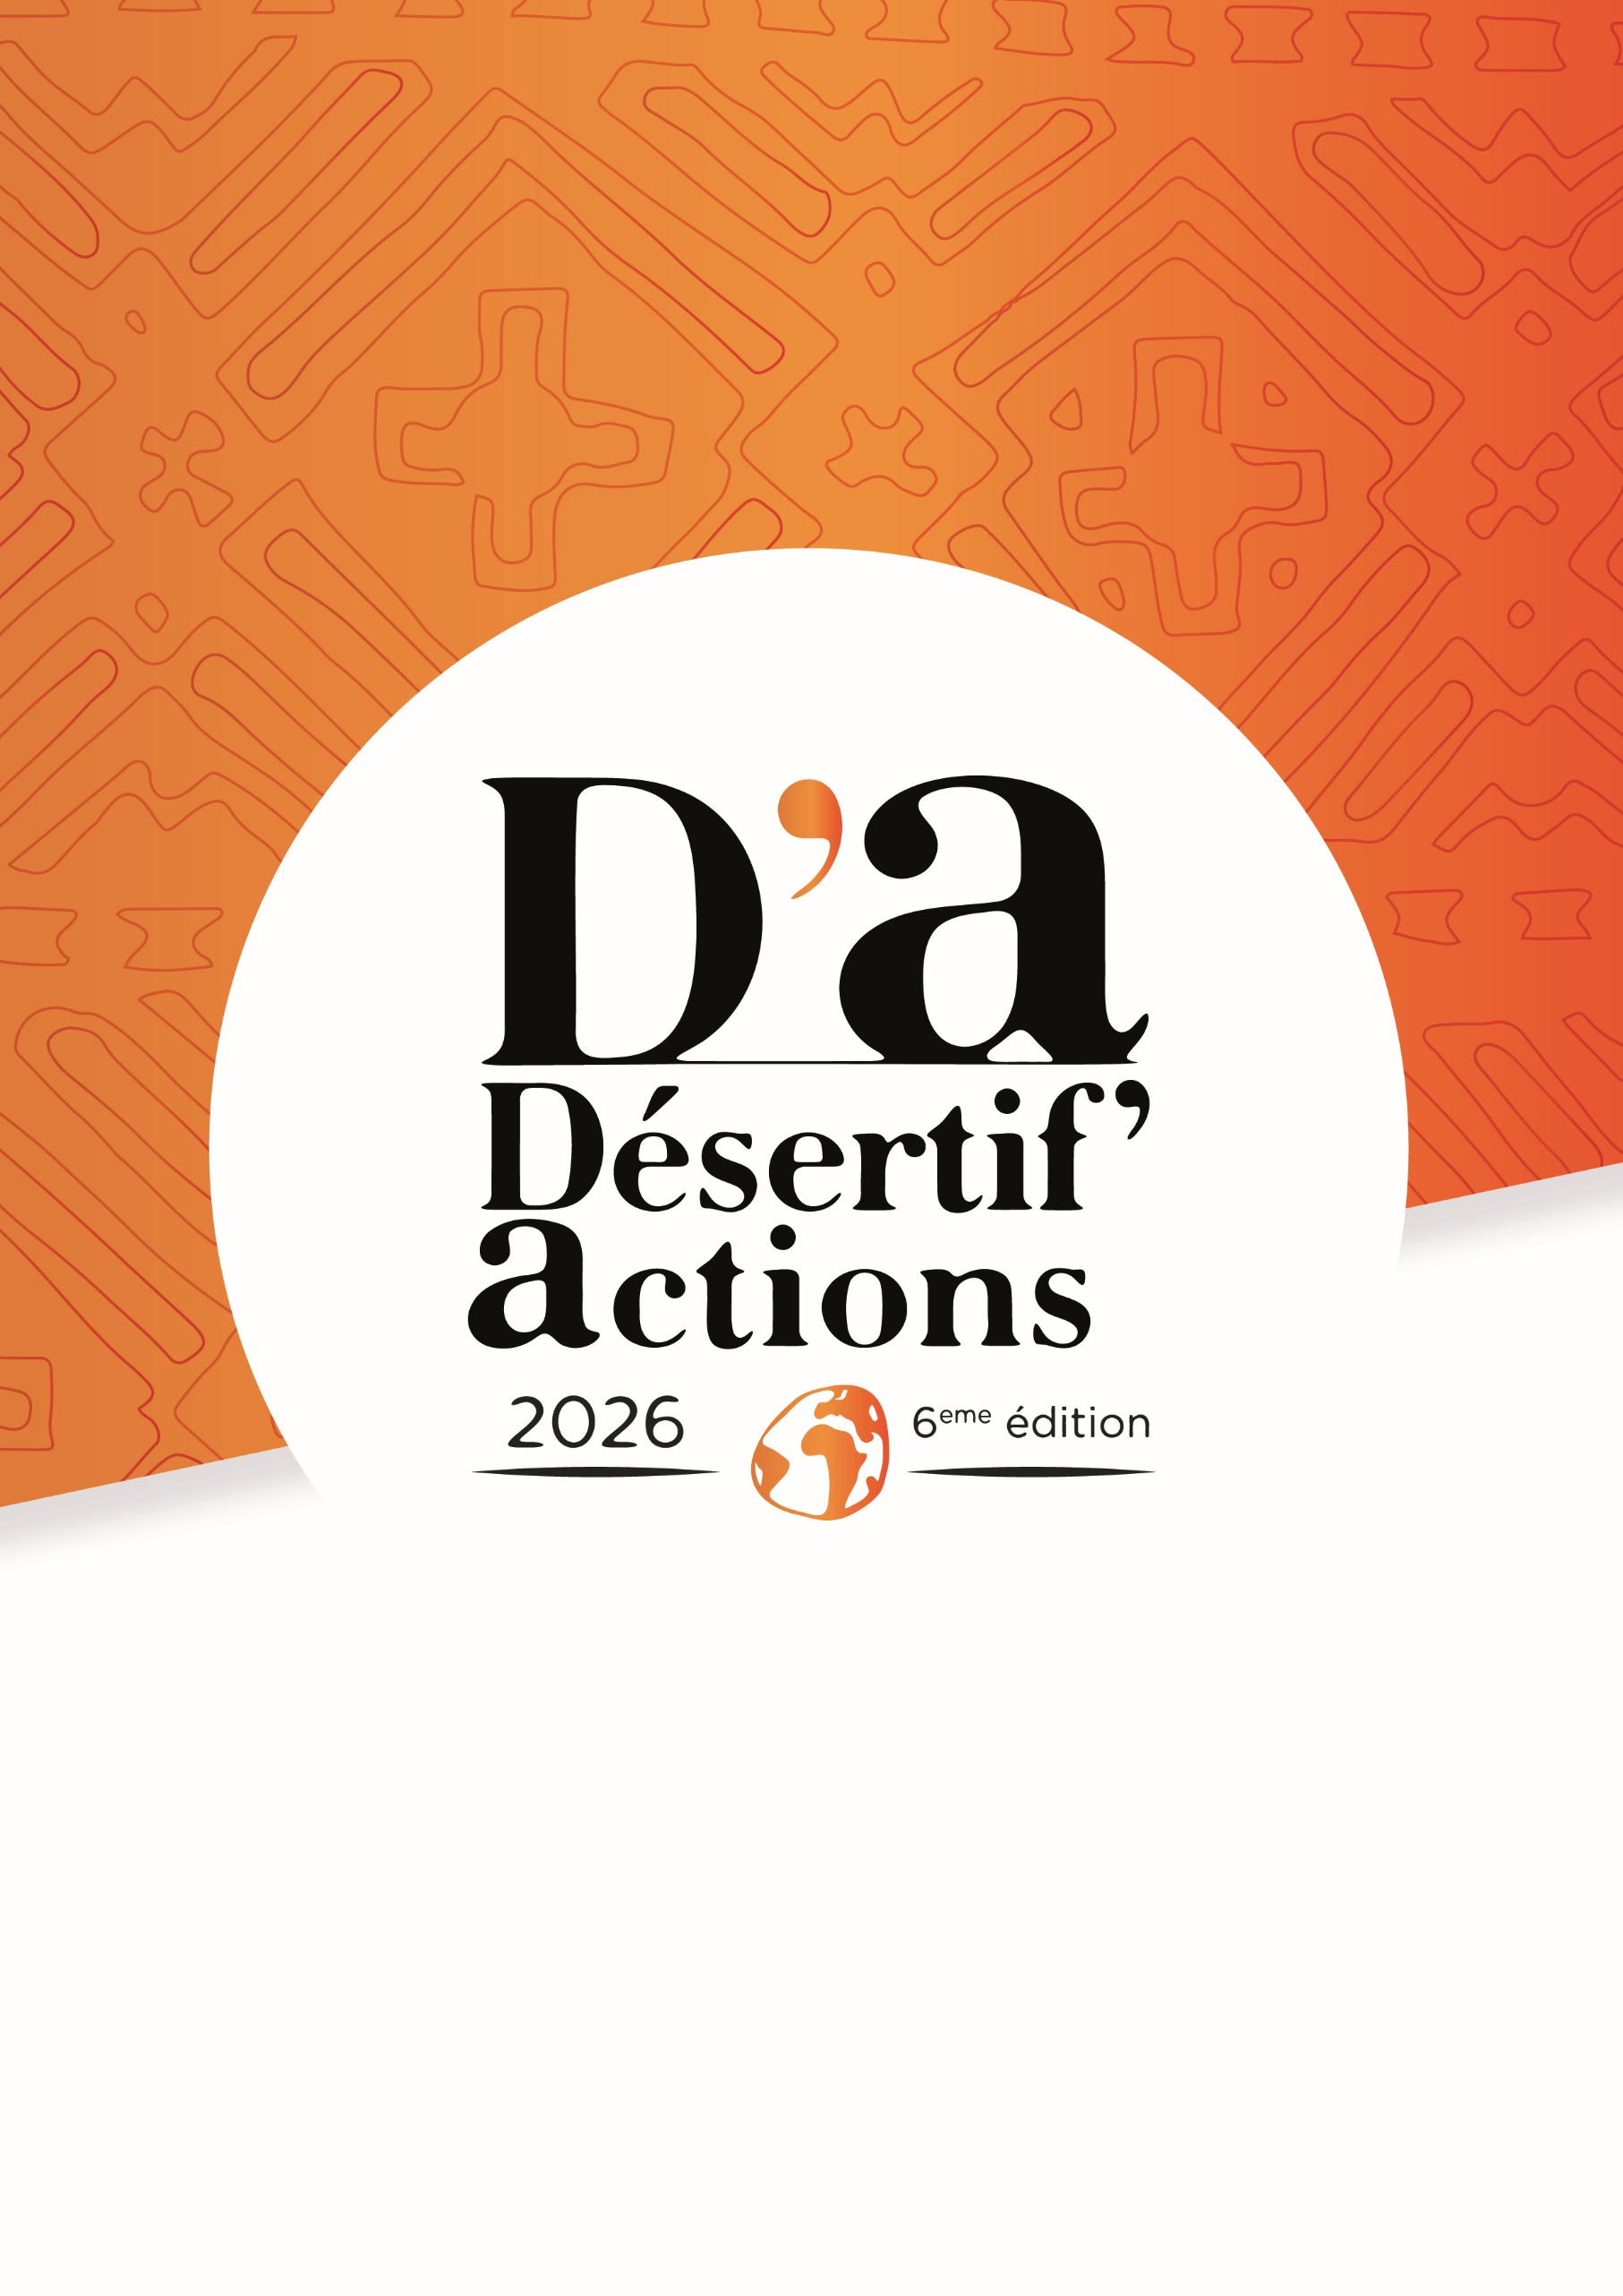 D’a
Désertif’
actions
2026
6eme édition